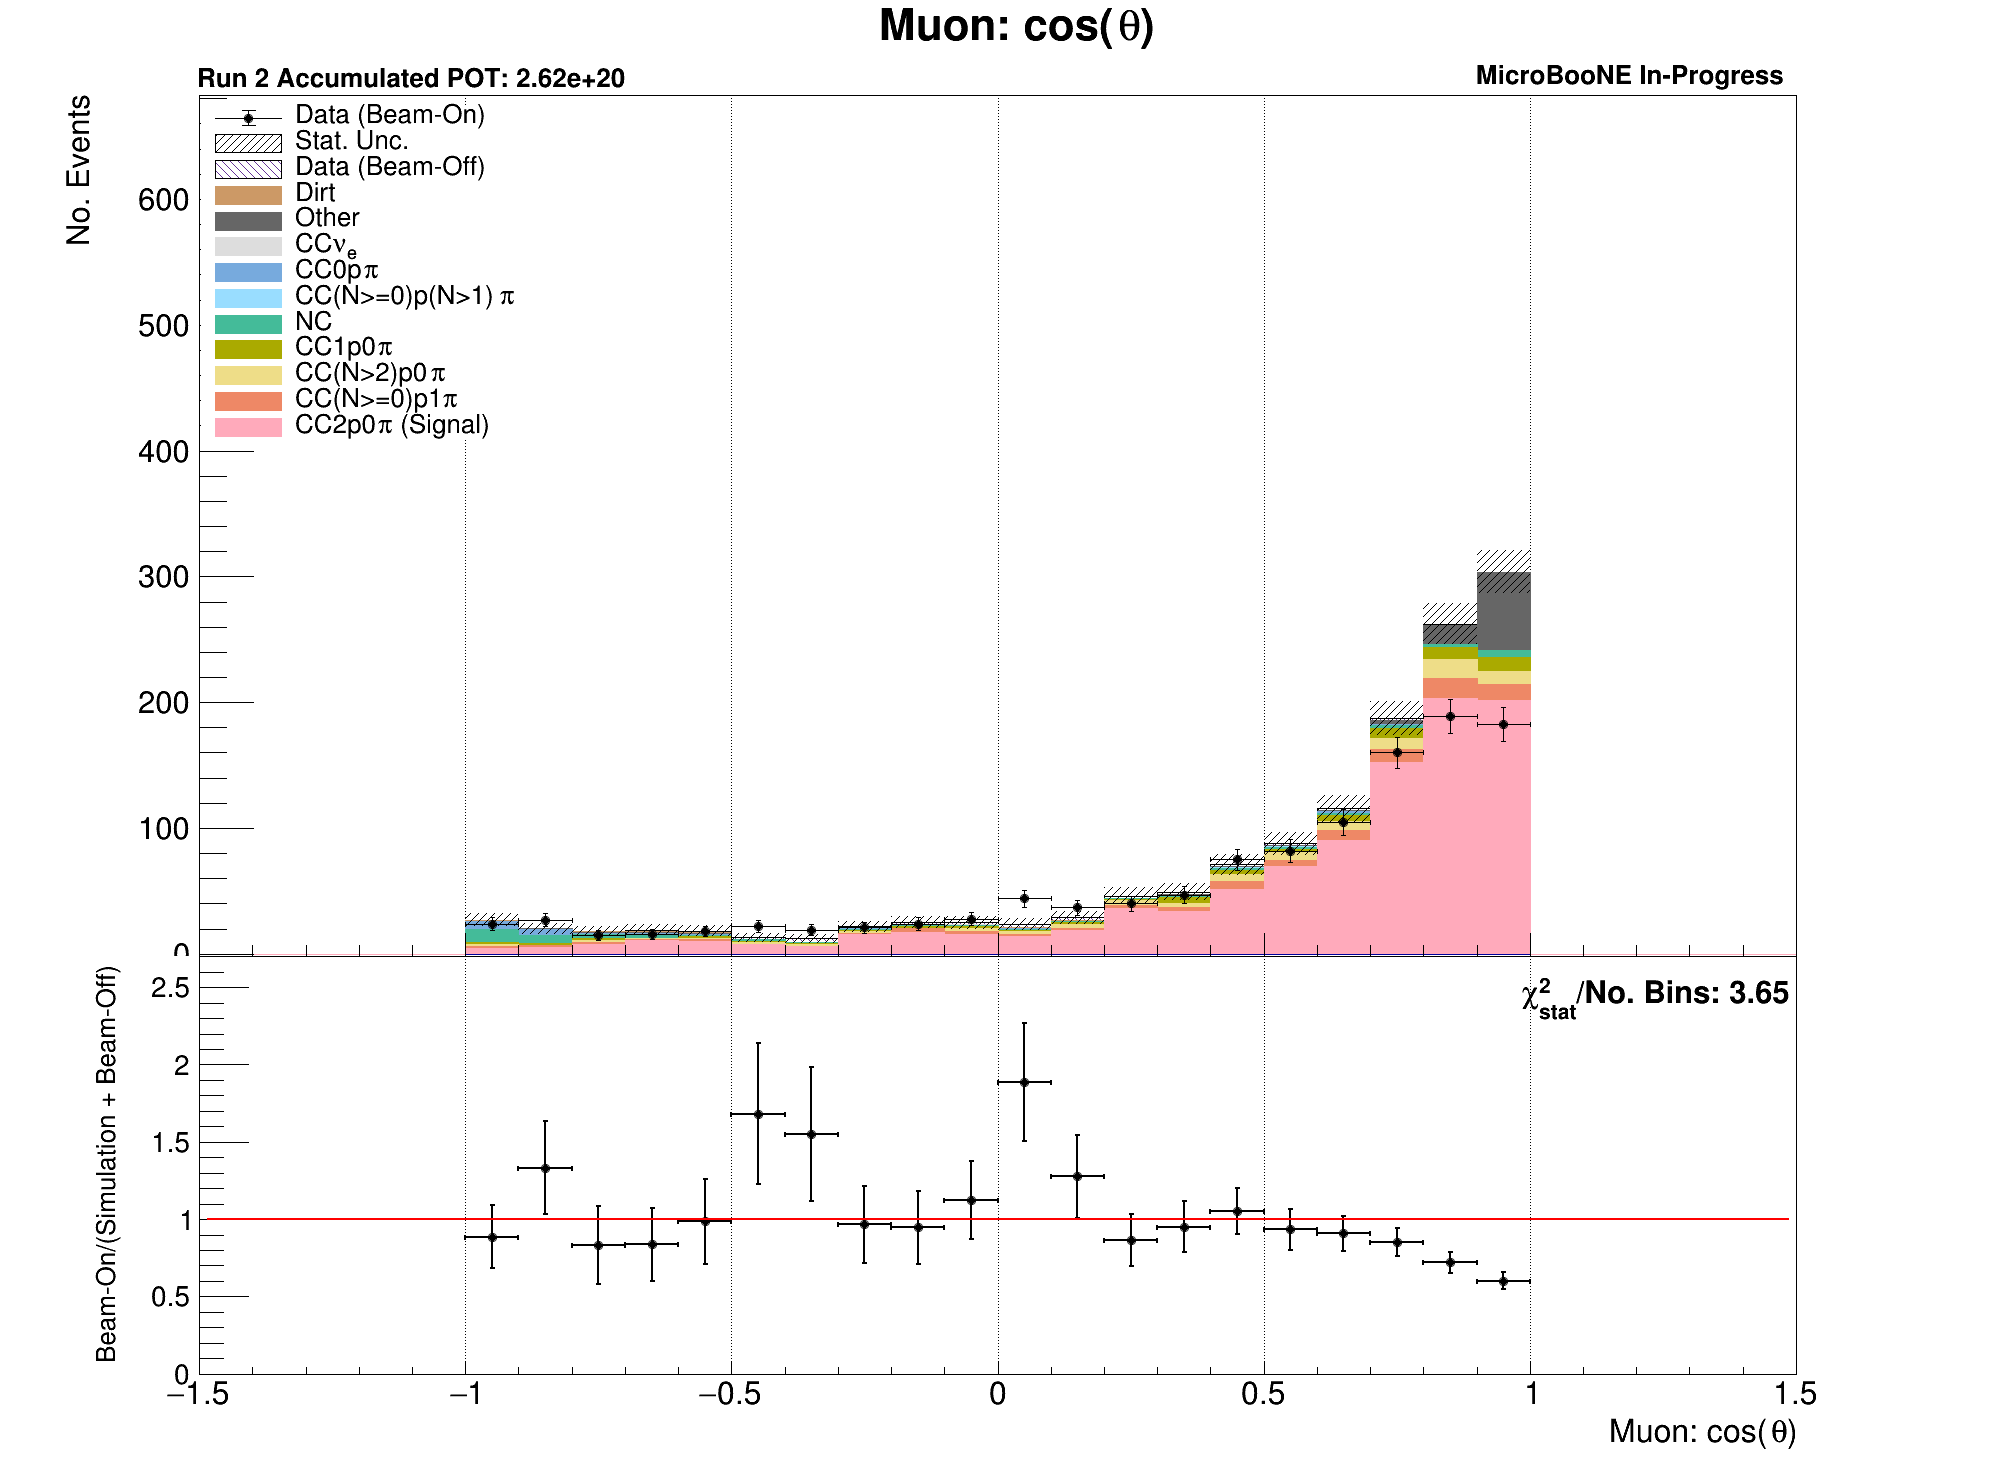 Muon: cos(θ)
Run 2 Accumulated POT: 2.62e+20
MicroBooNE In-Progress
No. Events
Data (Beam-On)
Stat. Unc.
Data (Beam-Off)
Dirt
Other
CCνe
CC0pπ
CC(N>=0)p(N>1) π
NC
CC1p0π
CC(N>2)p0π
CC(N>=0)p1π
CC2p0π (Signal)
600
500
400
300
200
100
0
Beam-On/(Simulation + Beam-Off)
χ²stat/No. Bins: 3.65
2.5
2
1.5
1
0.5
0
−1.5 −1 −0.5 0 0.5 1 1.5
Muon: cos(θ)